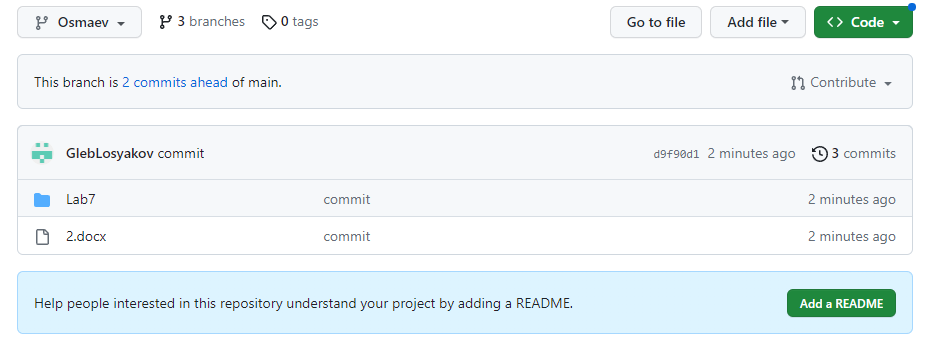 Osmaev 3 branches 0 tags Go to file Add file Code
This branch is 2 commits ahead of main. Contribute
GlebLosyakov commit d9f90d1 2 minutes ago 3 commits
Lab7 commit 2 minutes ago
2.docx commit 2 minutes ago
Help people interested in this repository understand your project by adding a README. Add a README